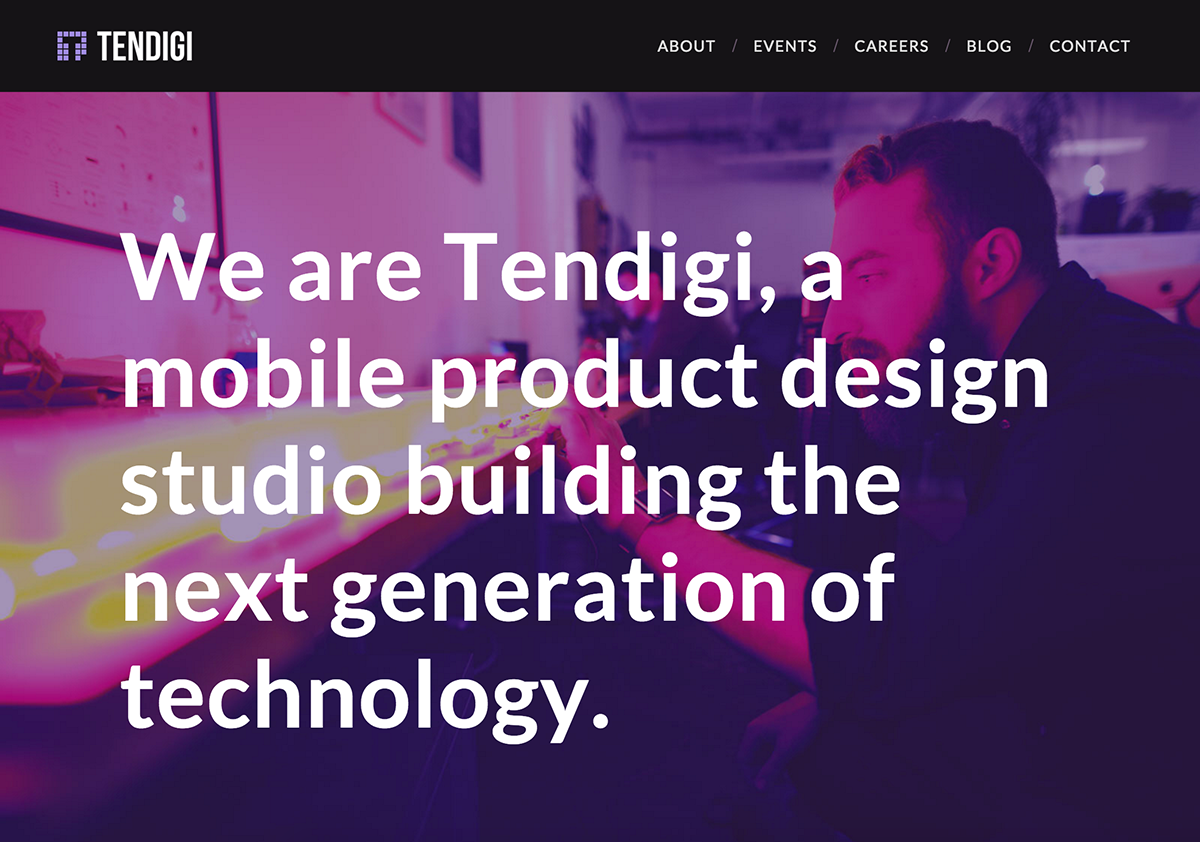 TENDIGI
ABOUT / EVENTS / CAREERS / BLOG / CONTACT
We are Tendigi, a
mobile product design
studio building the
next generation of
technology.